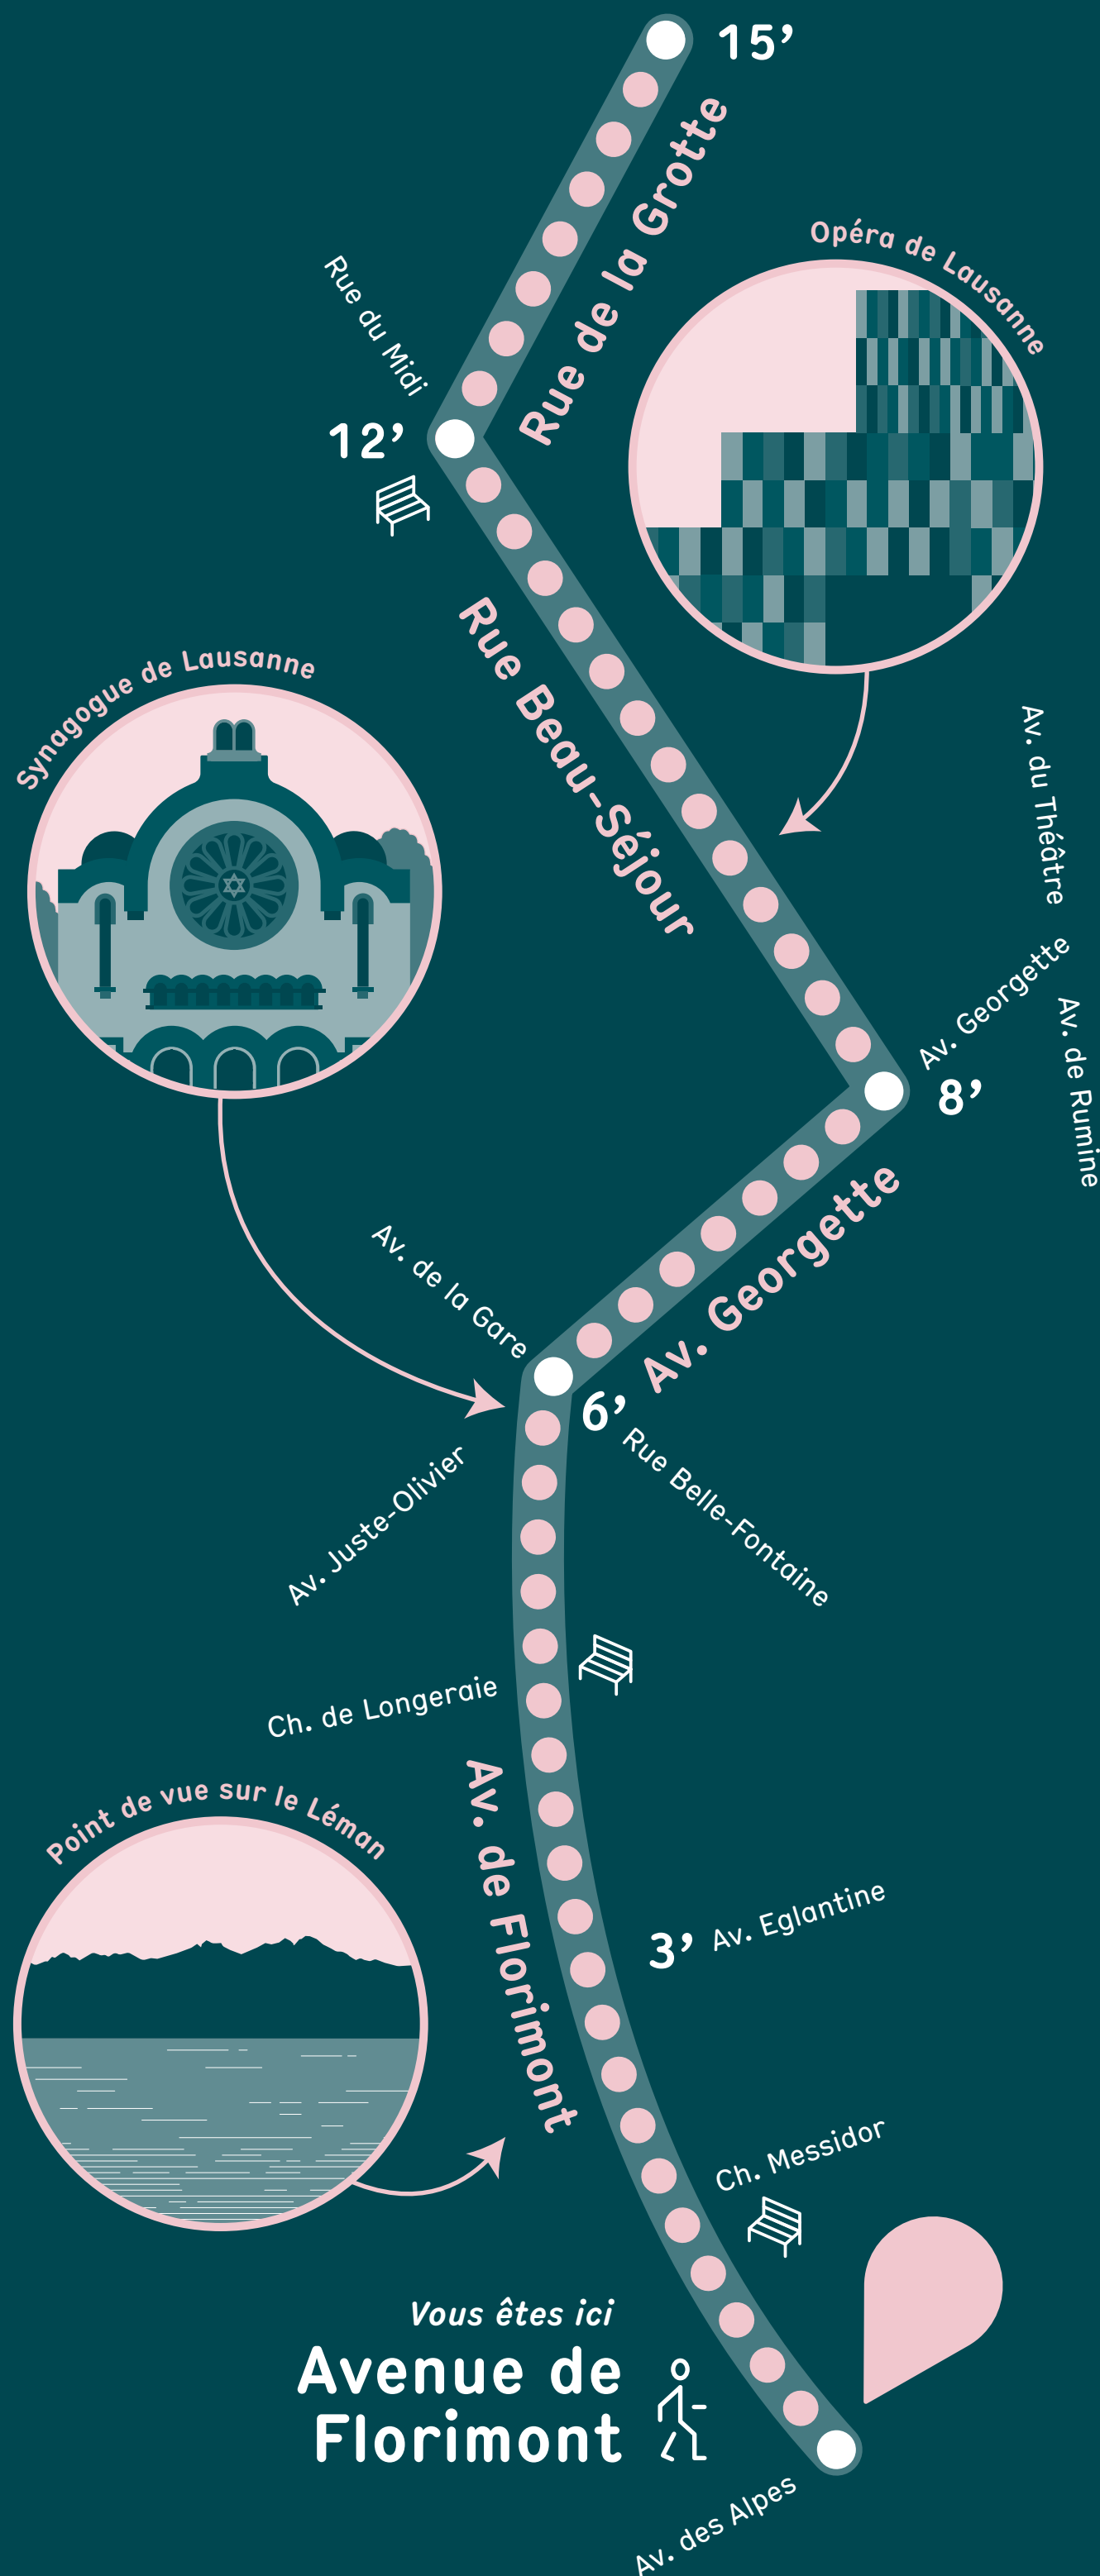 15’
Rue de la Grotte
Opéra de Lausanne
Rue du Midi
12’
Rue Beau-Séjour
Synagogue de Lausanne
Av. du Théâtre
Av. Georgette
Av. de Rumine
8’
Av. Georgette
Av. de la Gare
6’
Rue Belle-Fontaine
Av. Juste-Olivier
Ch. de Longeraie
Av. de Florimont
Point de vue sur le Léman
3’ Av. Eglantine
Ch. Messidor
Vous êtes ici
Avenue de
Florimont
Av. des Alpes